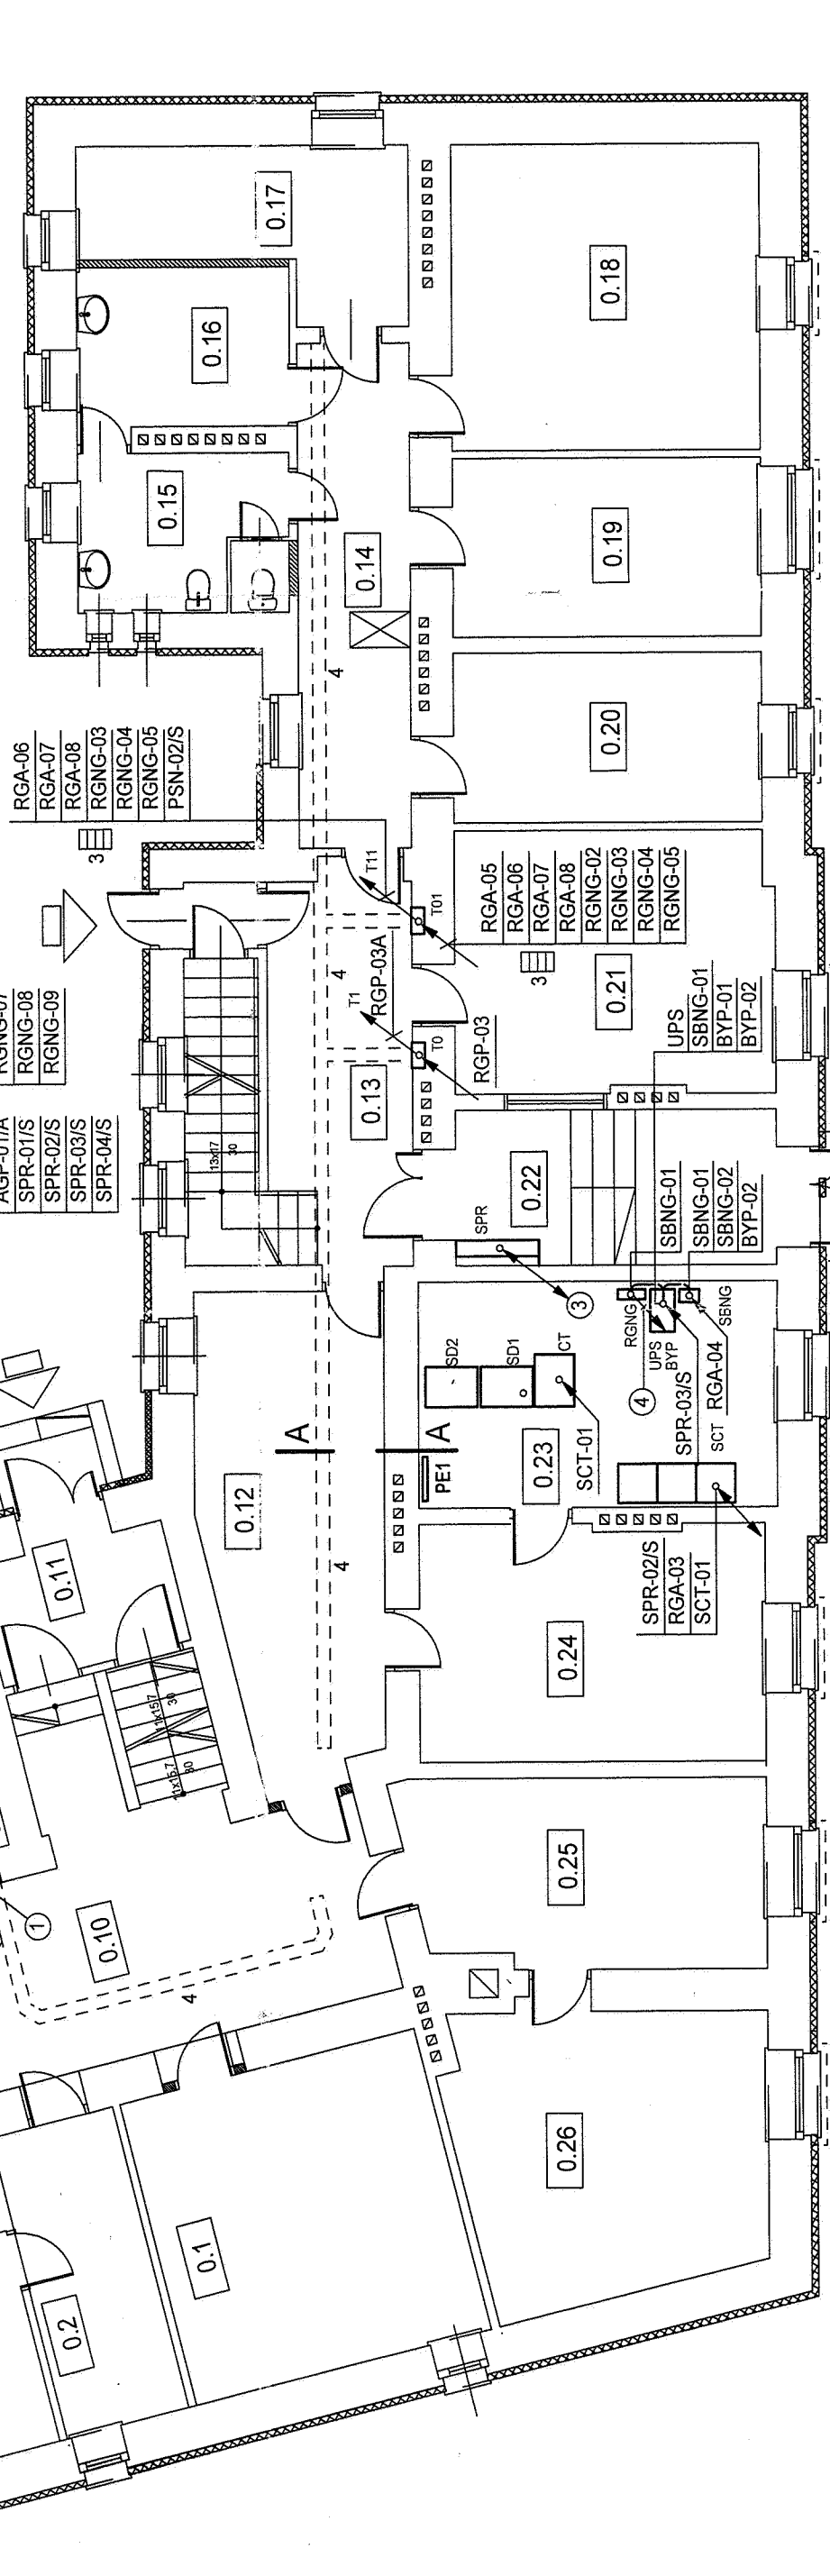 0.17
0.16
0.18
0.15
0.19
0.14
4
0.20
RGA-06
RGA-07
RGA-08
RGNG-03
RGNG-04
RGNG-05
PSN-02/S
3
T11
T01
RGA-05
RGA-06
RGA-07
RGA-08
RGNG-02
RGNG-03
RGNG-04
RGNG-05
3
4
RGP-03A
T1
T0
RGP-03
0.21
RGNG-08
RGNG-09
0.13
UPS
SBNG-01
BYP-01
BYP-02
SPR-01/S
SPR-02/S
SPR-03/S
SPR-04/S
13x17
30
0.22
SPR
3
SBNG-01
SBNG-01
SBNG-02
BYP-02
RGNG
UPS
BYP
SBNG
SD2
SD1
CT
4
SPR-03/S
RGA-04
SCT
SCT-01
0.23
PE1
A
A
0.12
4
0.11
SPR-02/S
RGA-03
SCT-01
0.24
11x15,7
30
11x15,7
30
0.25
1
0.10
4
0.26
0.1
0.2